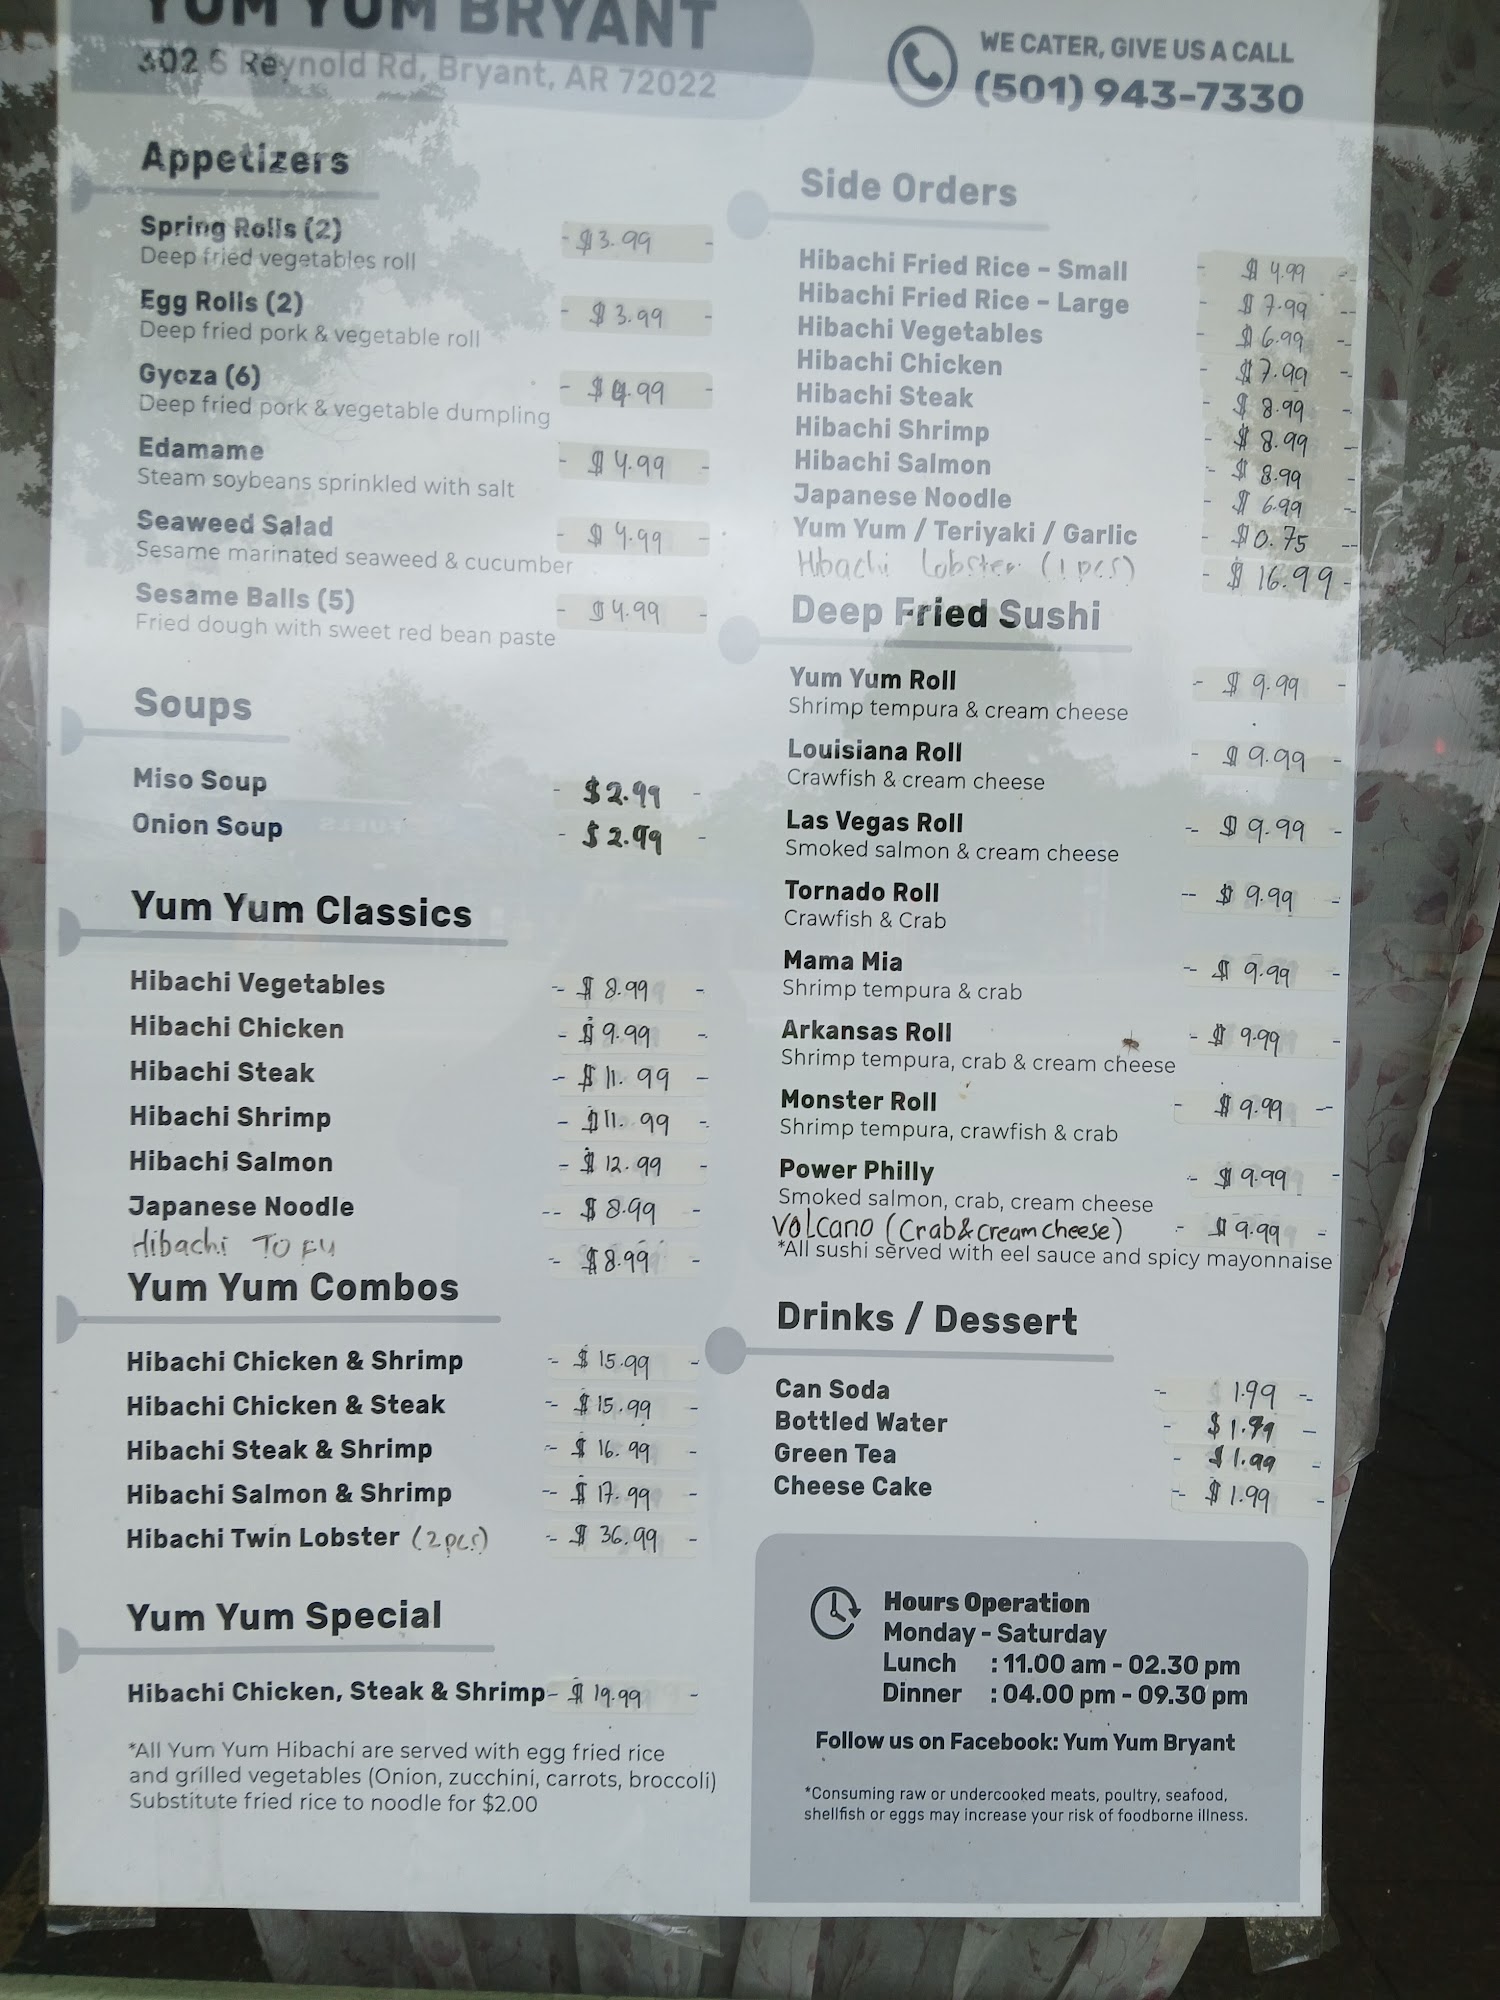 YUM YUM BRYANT
302 S Reynold Rd, Bryant, AR 72022
WE CATER, GIVE US A CALL
(501) 943-7330
Appetizers
Spring Rolls (2) - $3.99 -
Deep fried vegetables roll
Egg Rolls (2) - $3.99 -
Deep fried pork & vegetable roll
Gyoza (6) - $4.99 -
Deep fried pork & vegetable dumpling
Edamame - $4.99 -
Steam soybeans sprinkled with salt
Seaweed Salad - $4.99 -
Sesame marinated seaweed & cucumber
Sesame Balls (5) - $4.99 -
Fried dough with sweet red bean paste
Soups
Miso Soup - $2.99 -
Onion Soup - $2.99 -
Yum Yum Classics
Hibachi Vegetables - $8.99 -
Hibachi Chicken - $9.99 -
Hibachi Steak - $11.99 -
Hibachi Shrimp - $11.99 -
Hibachi Salmon - $12.99 -
Japanese Noodle - $8.99 -
Hibachi TOFU - $8.99 -
Yum Yum Combos
Hibachi Chicken & Shrimp - $15.99 -
Hibachi Chicken & Steak - $15.99 -
Hibachi Steak & Shrimp - $16.99 -
Hibachi Salmon & Shrimp - $17.99 -
Hibachi Twin Lobster (2pcs) - $36.99 -
Yum Yum Special
Hibachi Chicken, Steak & Shrimp - $19.99 -
*All Yum Yum Hibachi are served with egg fried rice
and grilled vegetables (Onion, zucchini, carrots, broccoli)
Substitute fried rice to noodle for $2.00
Side Orders
Hibachi Fried Rice - Small - $4.99 -
Hibachi Fried Rice - Large - $7.99 -
Hibachi Vegetables - $6.99 -
Hibachi Chicken - $7.99 -
Hibachi Steak - $8.99 -
Hibachi Shrimp - $8.99 -
Hibachi Salmon - $8.99 -
Japanese Noodle - $6.99 -
Yum Yum / Teriyaki / Garlic - $0.75 -
Hibachi Lobster (1pcs) - $16.99 -
Deep Fried Sushi
Yum Yum Roll - $9.99 -
Shrimp tempura & cream cheese
Louisiana Roll - $9.99 -
Crawfish & cream cheese
Las Vegas Roll - $9.99 -
Smoked salmon & cream cheese
Tornado Roll - $9.99 -
Crawfish & Crab
Mama Mia - $9.99 -
Shrimp tempura & crab
Arkansas Roll - $9.99 -
Shrimp tempura, crab & cream cheese
Monster Roll - $9.99 -
Shrimp tempura, crawfish & crab
Power Philly - $9.99 -
Smoked salmon, crab, cream cheese
Volcano (Crab & cream cheese) - $9.99 -
*All sushi served with eel sauce and spicy mayonnaise
Drinks / Dessert
Can Soda - 1.99 -
Bottled Water - $1.99 -
Green Tea - $1.99 -
Cheese Cake - $1.99 -
Hours Operation
Monday - Saturday
Lunch : 11.00 am - 02.30 pm
Dinner : 04.00 pm - 09.30 pm
Follow us on Facebook: Yum Yum Bryant
*Consuming raw or undercooked meats, poultry, seafood,
shellfish or eggs may increase your risk of foodborne illness.